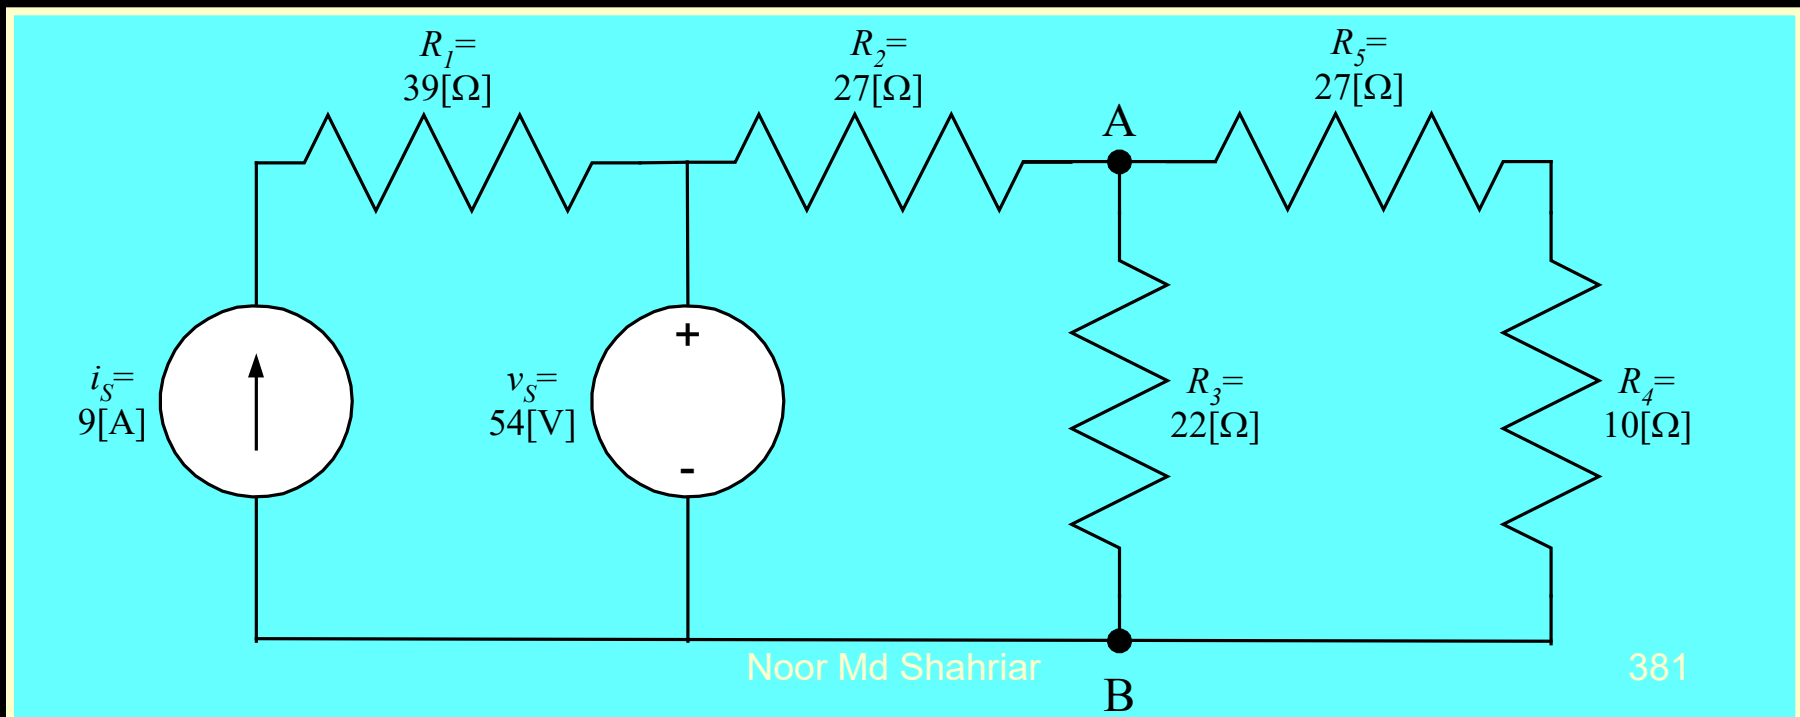 R₁=
39[Ω]
R₂=
27[Ω]
R₅=
27[Ω]
A
+
iS=
9[A]
vS=
54[V]
R₃=
22[Ω]
R₄=
10[Ω]
-
Noor Md Shahriar
381
B